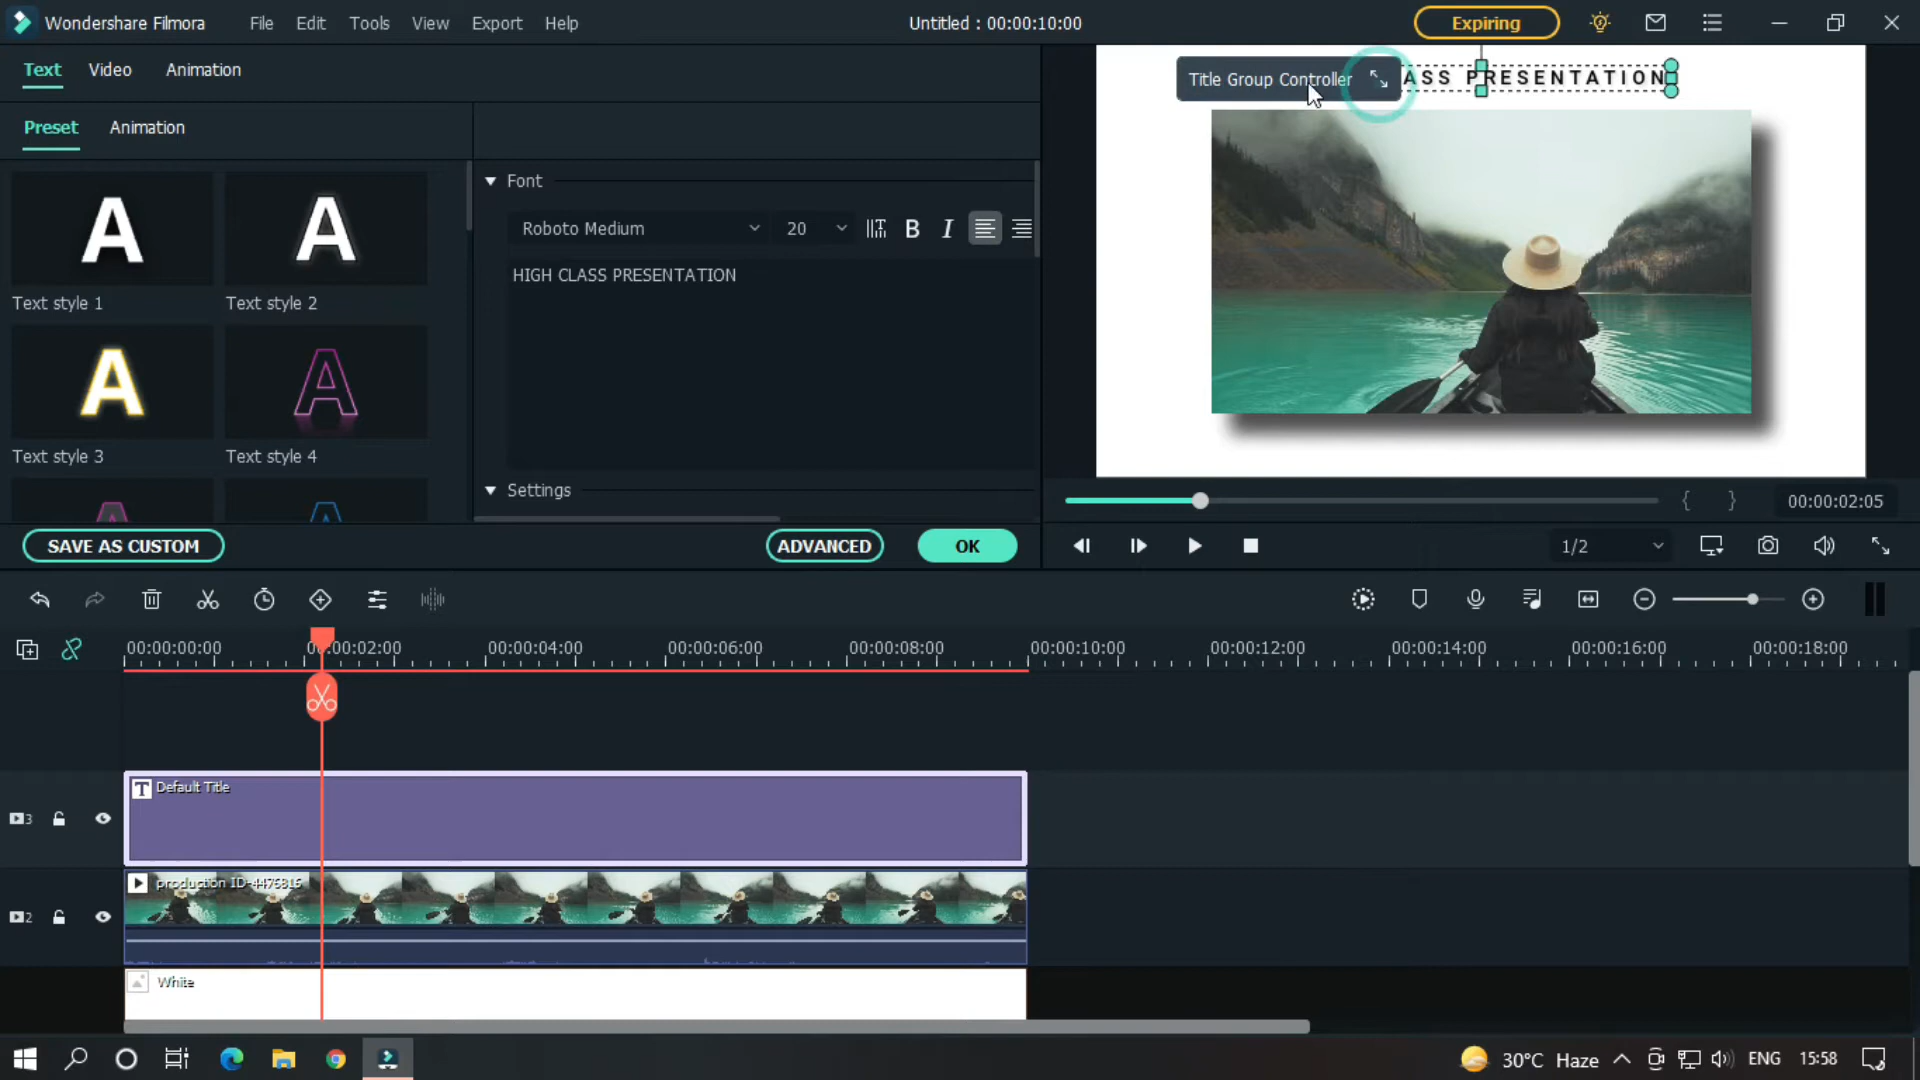 Wondershare Filmora File Edit Tools View Export Help Untitled : 00:00:10:00 Expiring
Text Video Animation
Title Group Controller ASS PRESENTATION
Preset Animation
Font
Roboto Medium 20 B I
HIGH CLASS PRESENTATION
A A
Text style 1 Text style 2
A A
Text style 3 Text style 4
Settings
00:00:02:05
SAVE AS CUSTOM ADVANCED OK 1/2
00:00:00:00 00:00:02:00 00:00:04:00 00:00:06:00 00:00:08:00 00:00:10:00 00:00:12:00 00:00:14:00 00:00:16:00 00:00:18:00
T Default Title
3
production ID-4475316
2
White
30°C Haze ENG 15:58